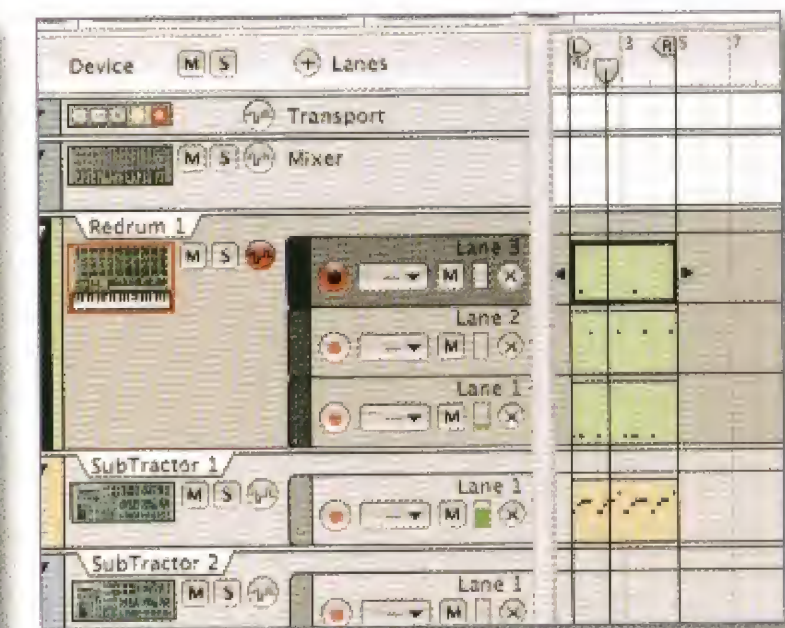 Device M S + Lanes
L 3 R 5 7
Transport
M S Mixer
Redrum 1
M S
Lane 3
M
Lane 2
M
Lane 1
M
SubTractor 1
M S
Lane 1
M
SubTractor 2
M S
Lane 1
M